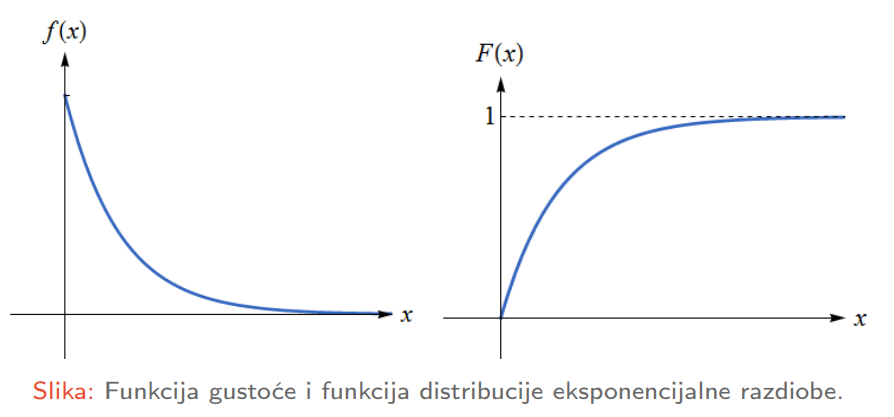 f(x)
x
F(x)
1
x
Slika: Funkcija gustoće i funkcija distribucije eksponencijalne razdiobe.